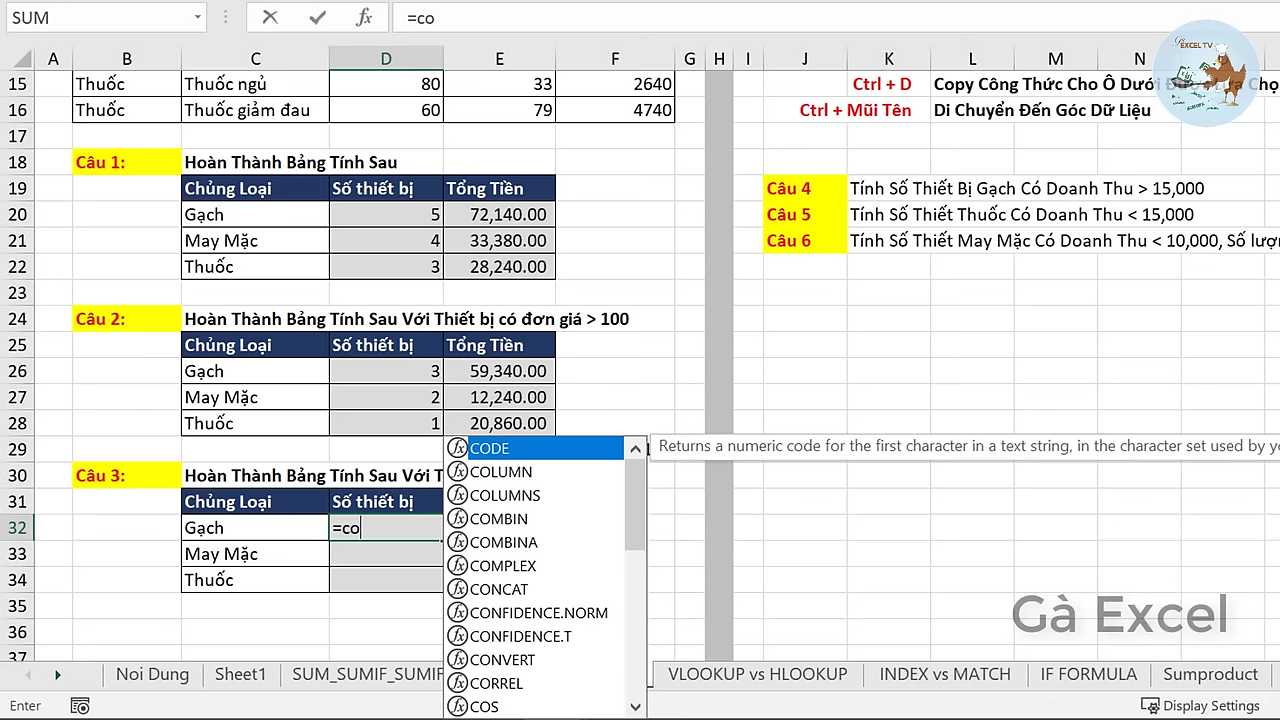 SUM
fx
=co
A B C D E F G H I J K L M N
15 Thuốc Thuốc ngủ 80 33 2640 Ctrl + D Copy Công Thức Cho Ô Dưới
16 Thuốc Thuốc giảm đau 60 79 4740 Ctrl + Mũi Tên Di Chuyển Đến Góc Dữ Liệu
EXCEL TV
17
18 Câu 1: Hoàn Thành Bảng Tính Sau
19 Chủng Loại Số thiết bị Tổng Tiền Câu 4 Tính Số Thiết Bị Gạch Có Doanh Thu > 15,000
20 Gạch 5 72,140.00 Câu 5 Tính Số Thiết Thuốc Có Doanh Thu < 15,000
21 May Mặc 4 33,380.00 Câu 6 Tính Số Thiết May Mặc Có Doanh Thu < 10,000, Số lượ
22 Thuốc 3 28,240.00
23
24 Câu 2: Hoàn Thành Bảng Tính Sau Với Thiết bị có đơn giá > 100
25 Chủng Loại Số thiết bị Tổng Tiền
26 Gạch 3 59,340.00
27 May Mặc 2 12,240.00
28 Thuốc 1 20,860.00
29
30 Câu 3: Hoàn Thành Bảng Tính Sau Với T
31 Chủng Loại Số thiết bị
32 Gạch =co
33 May Mặc
34 Thuốc
35
36
37
CODE Returns a numeric code for the first character in a text string, in the character set used by yo
COLUMN
COLUMNS
COMBIN
COMBINA
COMPLEX
CONCAT
CONFIDENCE.NORM
CONFIDENCE.T
CONVERT
CORREL
COS
Gà Excel
Noi Dung Sheet1 SUM_SUMIF_SUMIF VLOOKUP vs HLOOKUP INDEX vs MATCH IF FORMULA Sumproduct
Enter Display Settings